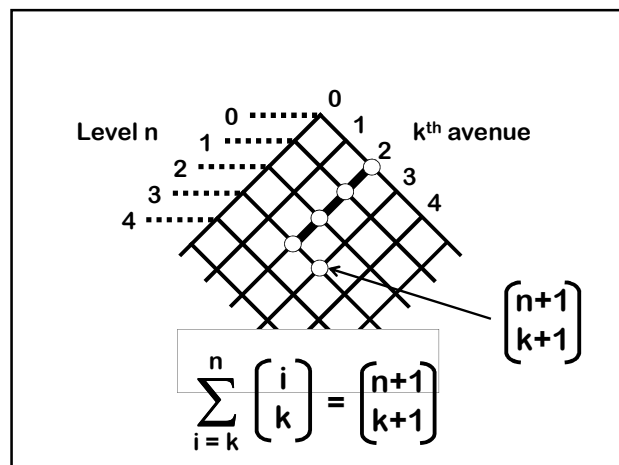 0
0
1
Level n
1
kth avenue
2
2
3
3
4
4
(n+1
k+1)
n
∑ (i k) = (n+1 k+1)
i = k